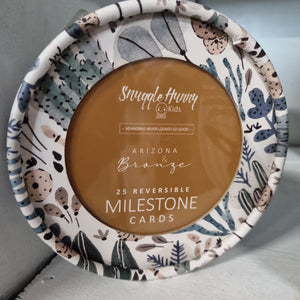 Snuggle Hunny
Kids
• NEWBORNS NEVER LOOKED SO GOOD •
ARIZONA
&
Bronze
25 REVERSIBLE
MILESTONE
CARDS